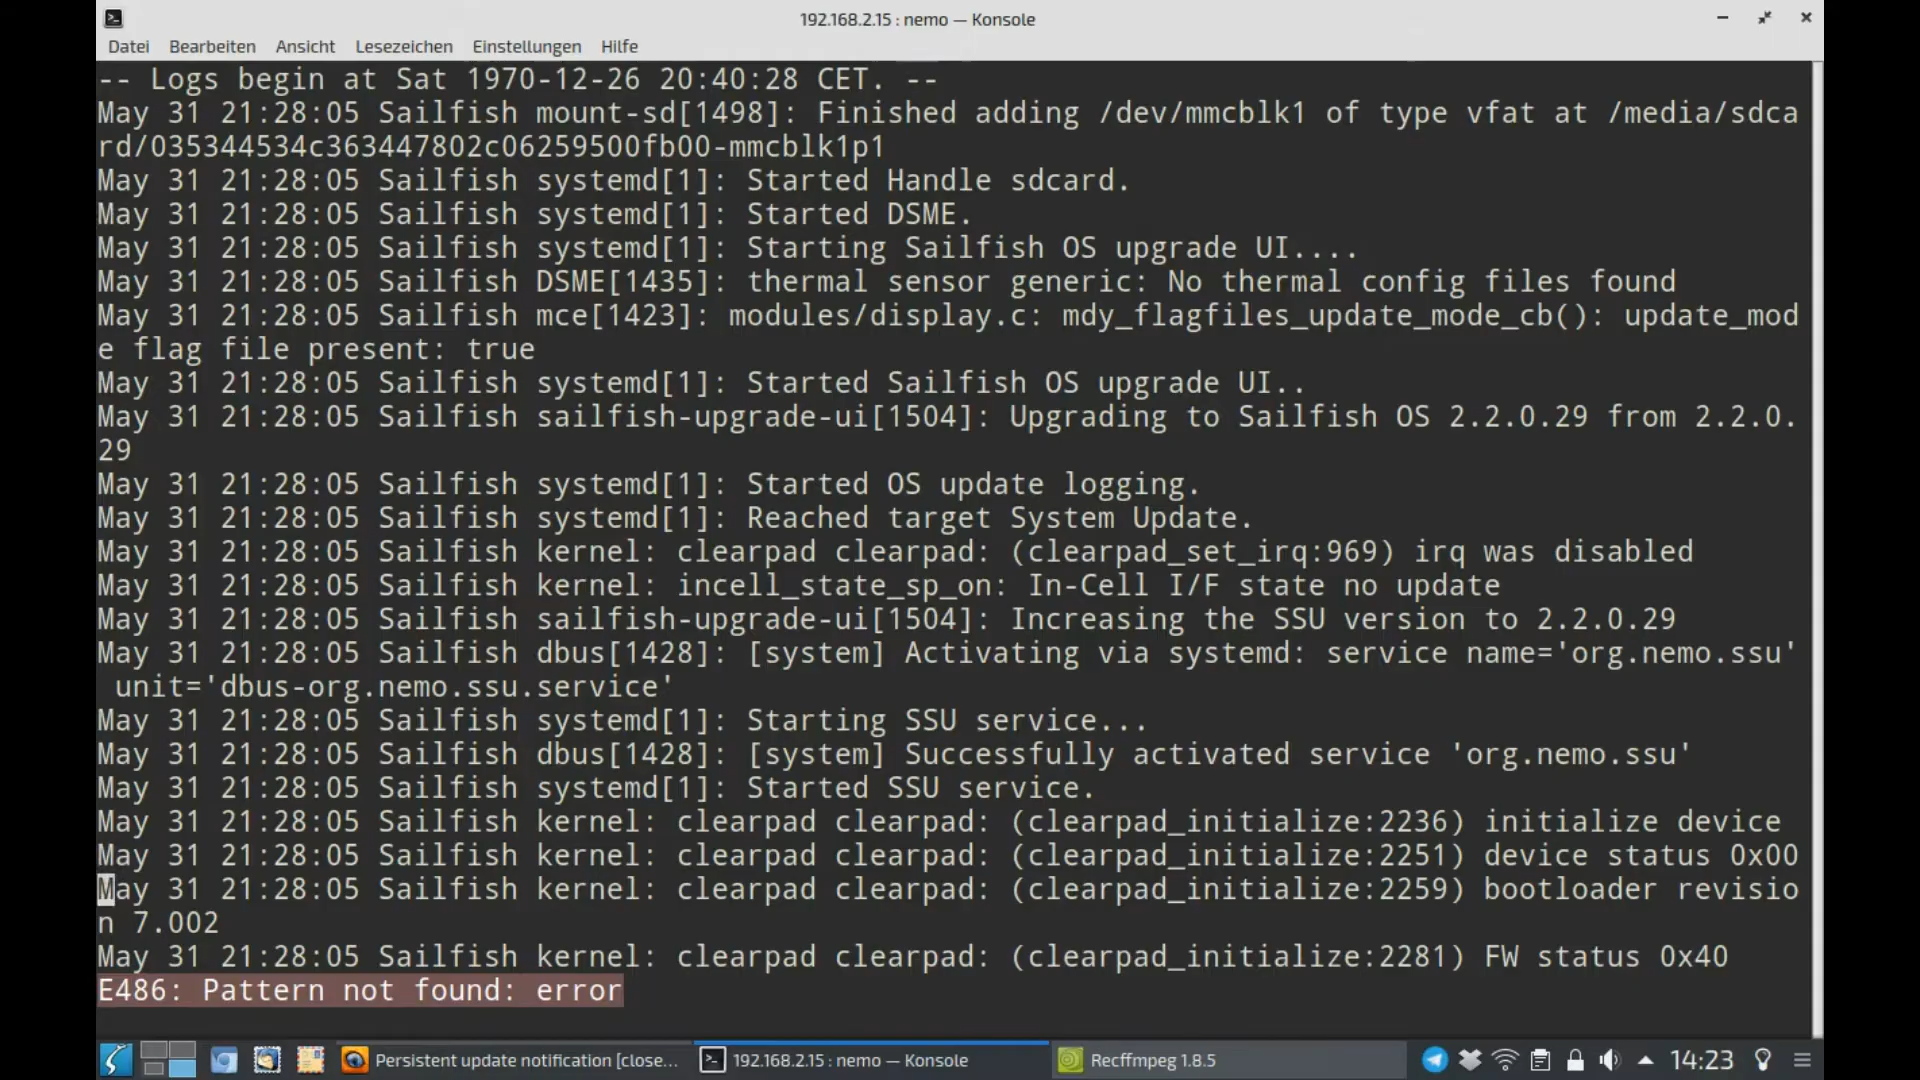 192.168.2.15 : nemo — Konsole
Datei Bearbeiten Ansicht Lesezeichen Einstellungen Hilfe
-- Logs begin at Sat 1970-12-26 20:40:28 CET. --
May 31 21:28:05 Sailfish mount-sd[1498]: Finished adding /dev/mmcblk1 of type vfat at /media/sdca
rd/035344534c363447802c06259500fb00-mmcblk1p1
May 31 21:28:05 Sailfish systemd[1]: Started Handle sdcard.
May 31 21:28:05 Sailfish systemd[1]: Started DSME.
May 31 21:28:05 Sailfish systemd[1]: Starting Sailfish OS upgrade UI....
May 31 21:28:05 Sailfish DSME[1435]: thermal sensor generic: No thermal config files found
May 31 21:28:05 Sailfish mce[1423]: modules/display.c: mdy_flagfiles_update_mode_cb(): update_mod
e flag file present: true
May 31 21:28:05 Sailfish systemd[1]: Started Sailfish OS upgrade UI..
May 31 21:28:05 Sailfish sailfish-upgrade-ui[1504]: Upgrading to Sailfish OS 2.2.0.29 from 2.2.0.
29
May 31 21:28:05 Sailfish systemd[1]: Started OS update logging.
May 31 21:28:05 Sailfish systemd[1]: Reached target System Update.
May 31 21:28:05 Sailfish kernel: clearpad clearpad: (clearpad_set_irq:969) irq was disabled
May 31 21:28:05 Sailfish kernel: incell_state_sp_on: In-Cell I/F state no update
May 31 21:28:05 Sailfish sailfish-upgrade-ui[1504]: Increasing the SSU version to 2.2.0.29
May 31 21:28:05 Sailfish dbus[1428]: [system] Activating via systemd: service name='org.nemo.ssu'
unit='dbus-org.nemo.ssu.service'
May 31 21:28:05 Sailfish systemd[1]: Starting SSU service...
May 31 21:28:05 Sailfish dbus[1428]: [system] Successfully activated service 'org.nemo.ssu'
May 31 21:28:05 Sailfish systemd[1]: Started SSU service.
May 31 21:28:05 Sailfish kernel: clearpad clearpad: (clearpad_initialize:2236) initialize device
May 31 21:28:05 Sailfish kernel: clearpad clearpad: (clearpad_initialize:2251) device status 0x00
May 31 21:28:05 Sailfish kernel: clearpad clearpad: (clearpad_initialize:2259) bootloader revisio
n 7.002
May 31 21:28:05 Sailfish kernel: clearpad clearpad: (clearpad_initialize:2281) FW status 0x40
E486: Pattern not found: error
Persistent update notification [close... 192.168.2.15 : nemo — Konsole Recffmpeg 1.8.5 14:23